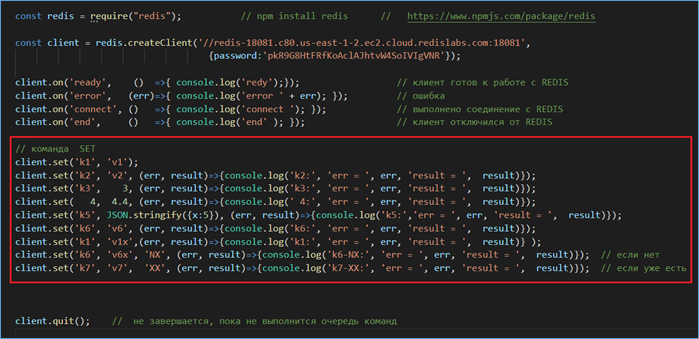 const redis = require("redis");          // npm install redis     //   https://www.npmjs.com/package/redis
const client = redis.createClient('//redis-18081.c80.us-east-1-2.ec2.cloud.redislabs.com:18081',
{password:'pkR9G8HtFRfKoAclAJhtvW4SoIVIgVNR'});
client.on('ready',    ()  =>{ console.log('redy');});          // клиент готов к работе с REDIS
client.on('error',   (err)=>{ console.log('error ' + err); });          // ошибка
client.on('connect', ()   =>{ console.log('connect '); });          // выполнено соединение с REDIS
client.on('end',     ()   =>{ console.log('end' ); });          // клиент отключился от REDIS
// команда  SET
client.set('k1', 'v1');
client.set('k2', 'v2', (err, result)=>{console.log('k2:', 'err = ', err, 'result = ',  result)});
client.set('k3',    3, (err, result)=>{console.log('k3:', 'err = ', err, 'result = ',  result)});
client.set(   4,  4.4, (err, result)=>{console.log(' 4:', 'err = ', err, 'result = ',  result)});
client.set('k5', JSON.stringify({x:5}), (err, result)=>{console.log('k5:','err = ', err, 'result = ',  result)});
client.set('k6', 'v6', (err, result)=>{console.log('k6:', 'err = ', err, 'result = ',  result)});
client.set('k1', 'v1x',(err, result)=>{console.log('k1:', 'err = ', err, 'result = ',  result)} );
client.set('k6', 'v6x', 'NX', (err, result)=>{console.log('k6-NX:', 'err = ', err, 'result = ',  result)});  // если нет
client.set('k7', 'v7',  'XX', (err, result)=>{console.log('k7-XX:', 'err = ', err, 'result = ',  result)});  // если уже есть
client.quit();    //  не завершается, пока не выполнится очередь команд